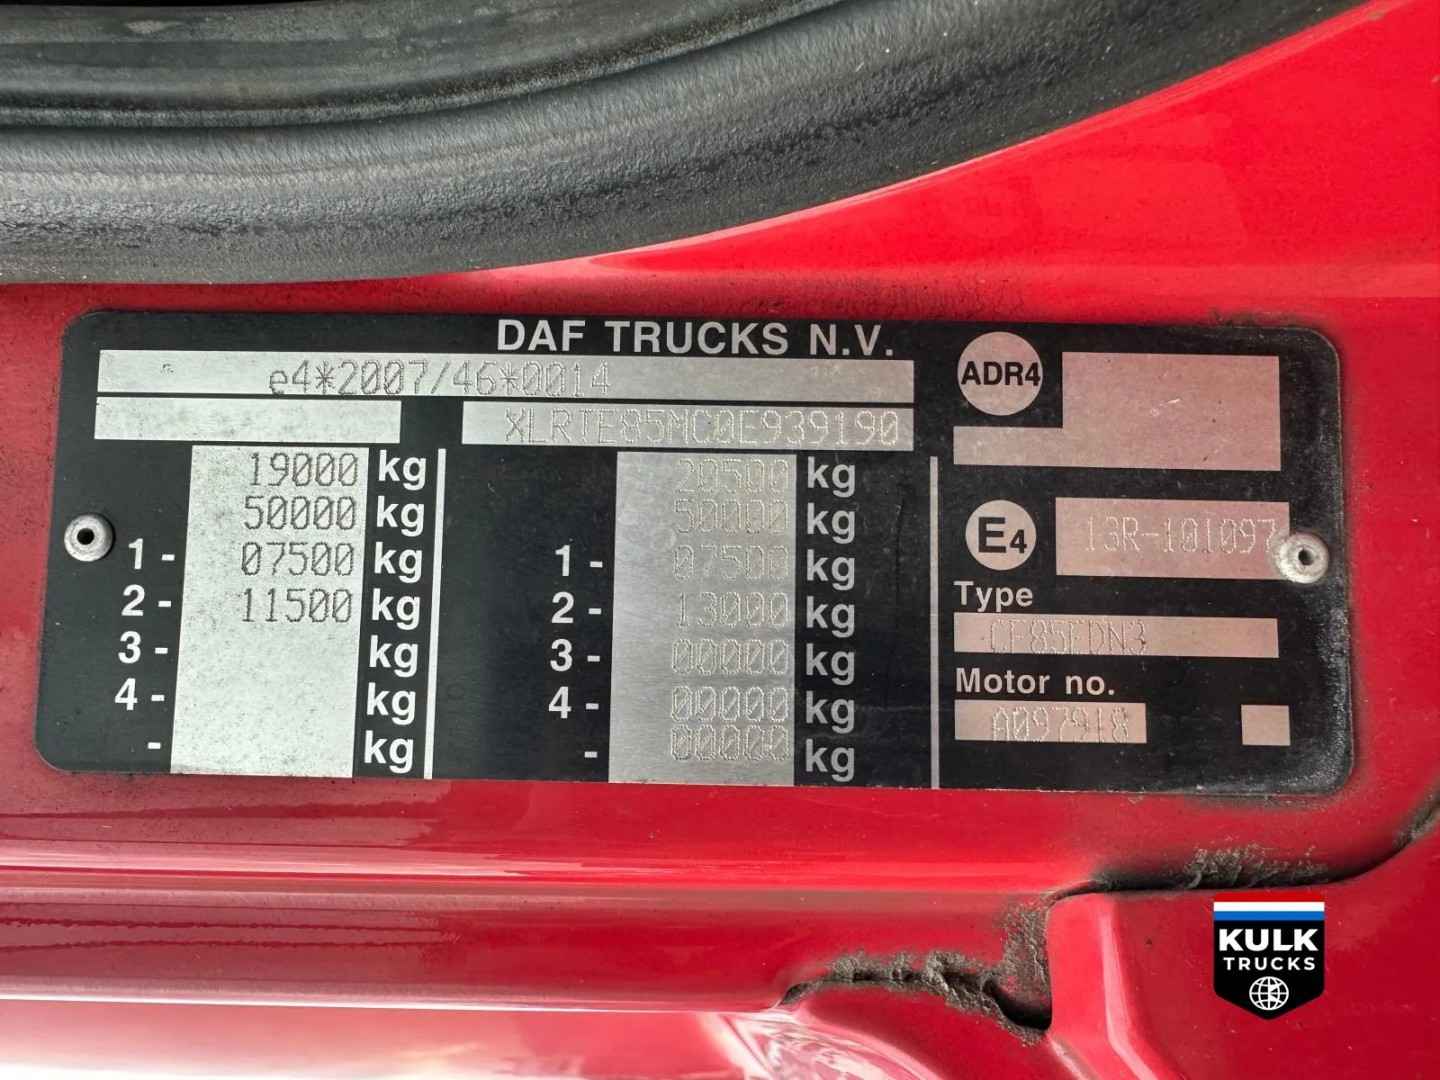 DAF TRUCKS N.V.
e4*2007/46*0014
XLRTE85MC0E939190
19000 kg
50000 kg
1 - 07500 kg
2 - 11500 kg
3 - kg
4 - kg
- kg
20500 kg
50000 kg
1 - 07500 kg
2 - 13000 kg
3 - 00000 kg
4 - 00000 kg
- 00000 kg
ADR4
E4 13R-101097
Type
CF85EDN3
Motor no.
A097918
KULK
TRUCKS